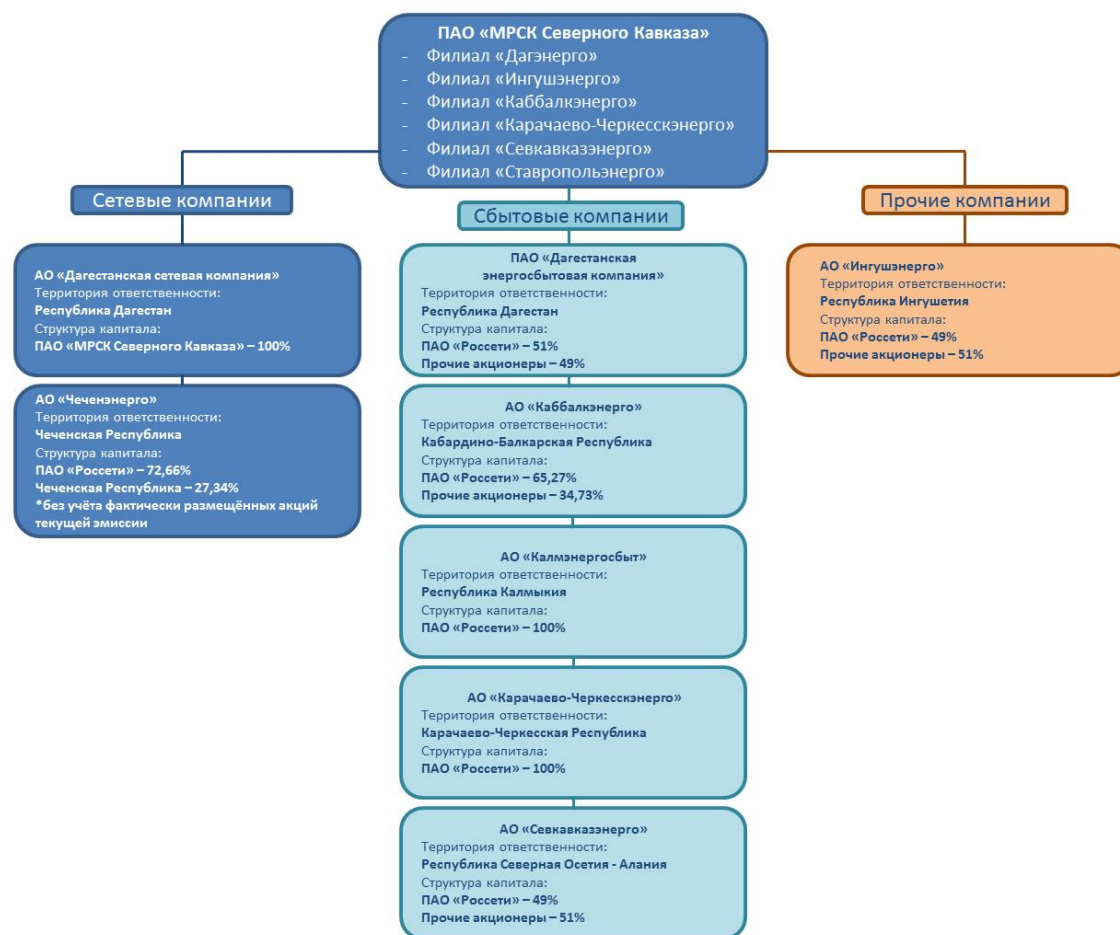 ПАО «МРСК Северного Кавказа»
- Филиал «Дагэнерго»
- Филиал «Ингушэнерго»
- Филиал «Каббалкэнерго»
- Филиал «Карачаево-Черкесскэнерго»
- Филиал «Севкавказэнерго»
- Филиал «Ставропольэнерго»
Сетевые компании
АО «Дагестанская сетевая компания»
Территория ответственности:
Республика Дагестан
Структура капитала:
ПАО «МРСК Северного Кавказа» – 100%
АО «Чеченэнерго»
Территория ответственности:
Чеченская Республика
Структура капитала:
ПАО «Россети» – 72,66%
Чеченская Республика – 27,34%
*без учёта фактически размещённых акций
текущей эмиссии
Сбытовые компании
ПАО «Дагестанская
энергосбытовая компания»
Территория ответственности:
Республика Дагестан
Структура капитала:
ПАО «Россети» – 51%
Прочие акционеры – 49%
АО «Каббалкэнерго»
Территория ответственности:
Кабардино-Балкарская Республика
Структура капитала:
ПАО «Россети» – 65,27%
Прочие акционеры – 34,73%
АО «Калмэнергосбыт»
Территория ответственности:
Республика Калмыкия
Структура капитала:
ПАО «Россети» – 100%
АО «Карачаево-Черкесскэнерго»
Территория ответственности:
Карачаево-Черкесская Республика
Структура капитала:
ПАО «Россети» – 100%
АО «Севкавказэнерго»
Территория ответственности:
Республика Северная Осетия - Алания
Структура капитала:
ПАО «Россети» – 49%
Прочие акционеры – 51%
Прочие компании
АО «Ингушэнерго»
Территория ответственности:
Республика Ингушетия
Структура капитала:
ПАО «Россети» – 49%
Прочие акционеры – 51%